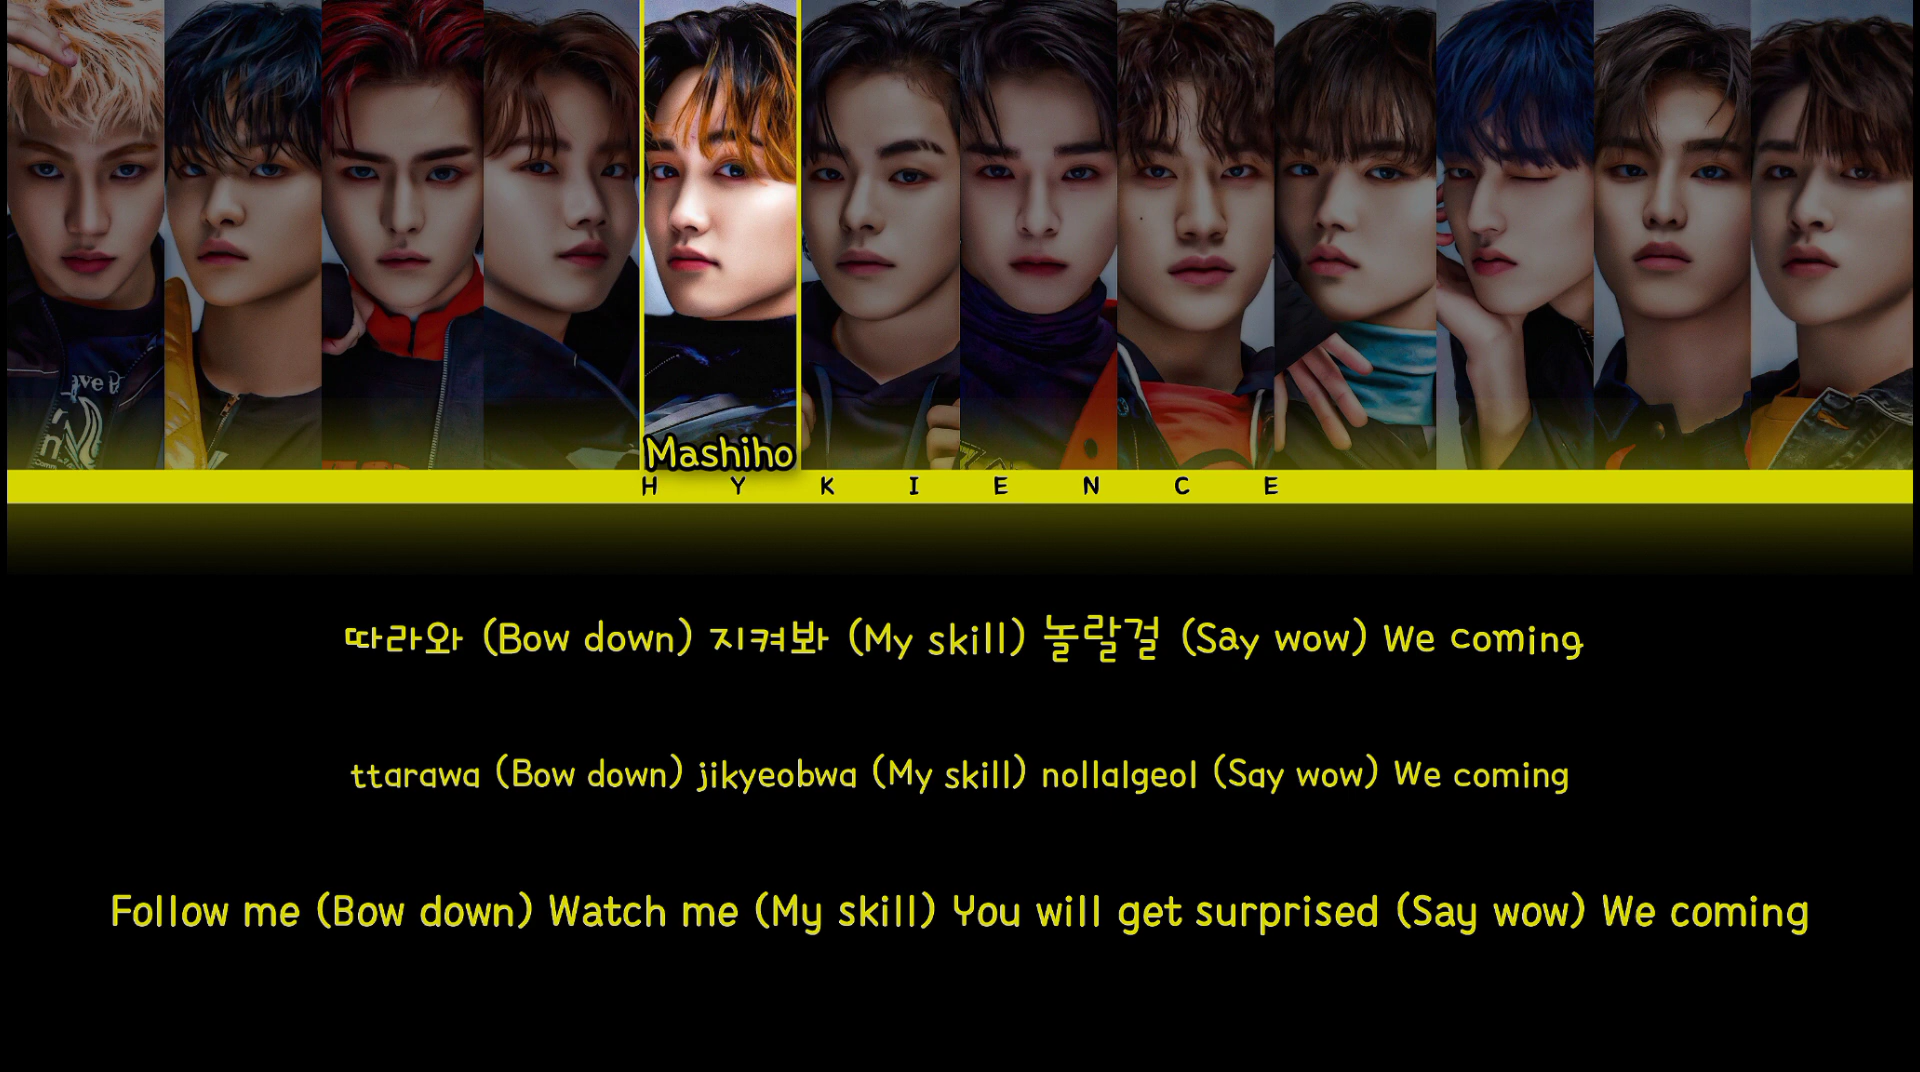 ave
Mashiho
H Y K I E N C E
따라와 (Bow down) 지켜봐 (My skill) 놀랄걸 (Say wow) We coming
ttarawa (Bow down) jikyeobwa (My skill) nollalgeol (Say wow) We coming
Follow me (Bow down) Watch me (My skill) You will get surprised (Say wow) We coming